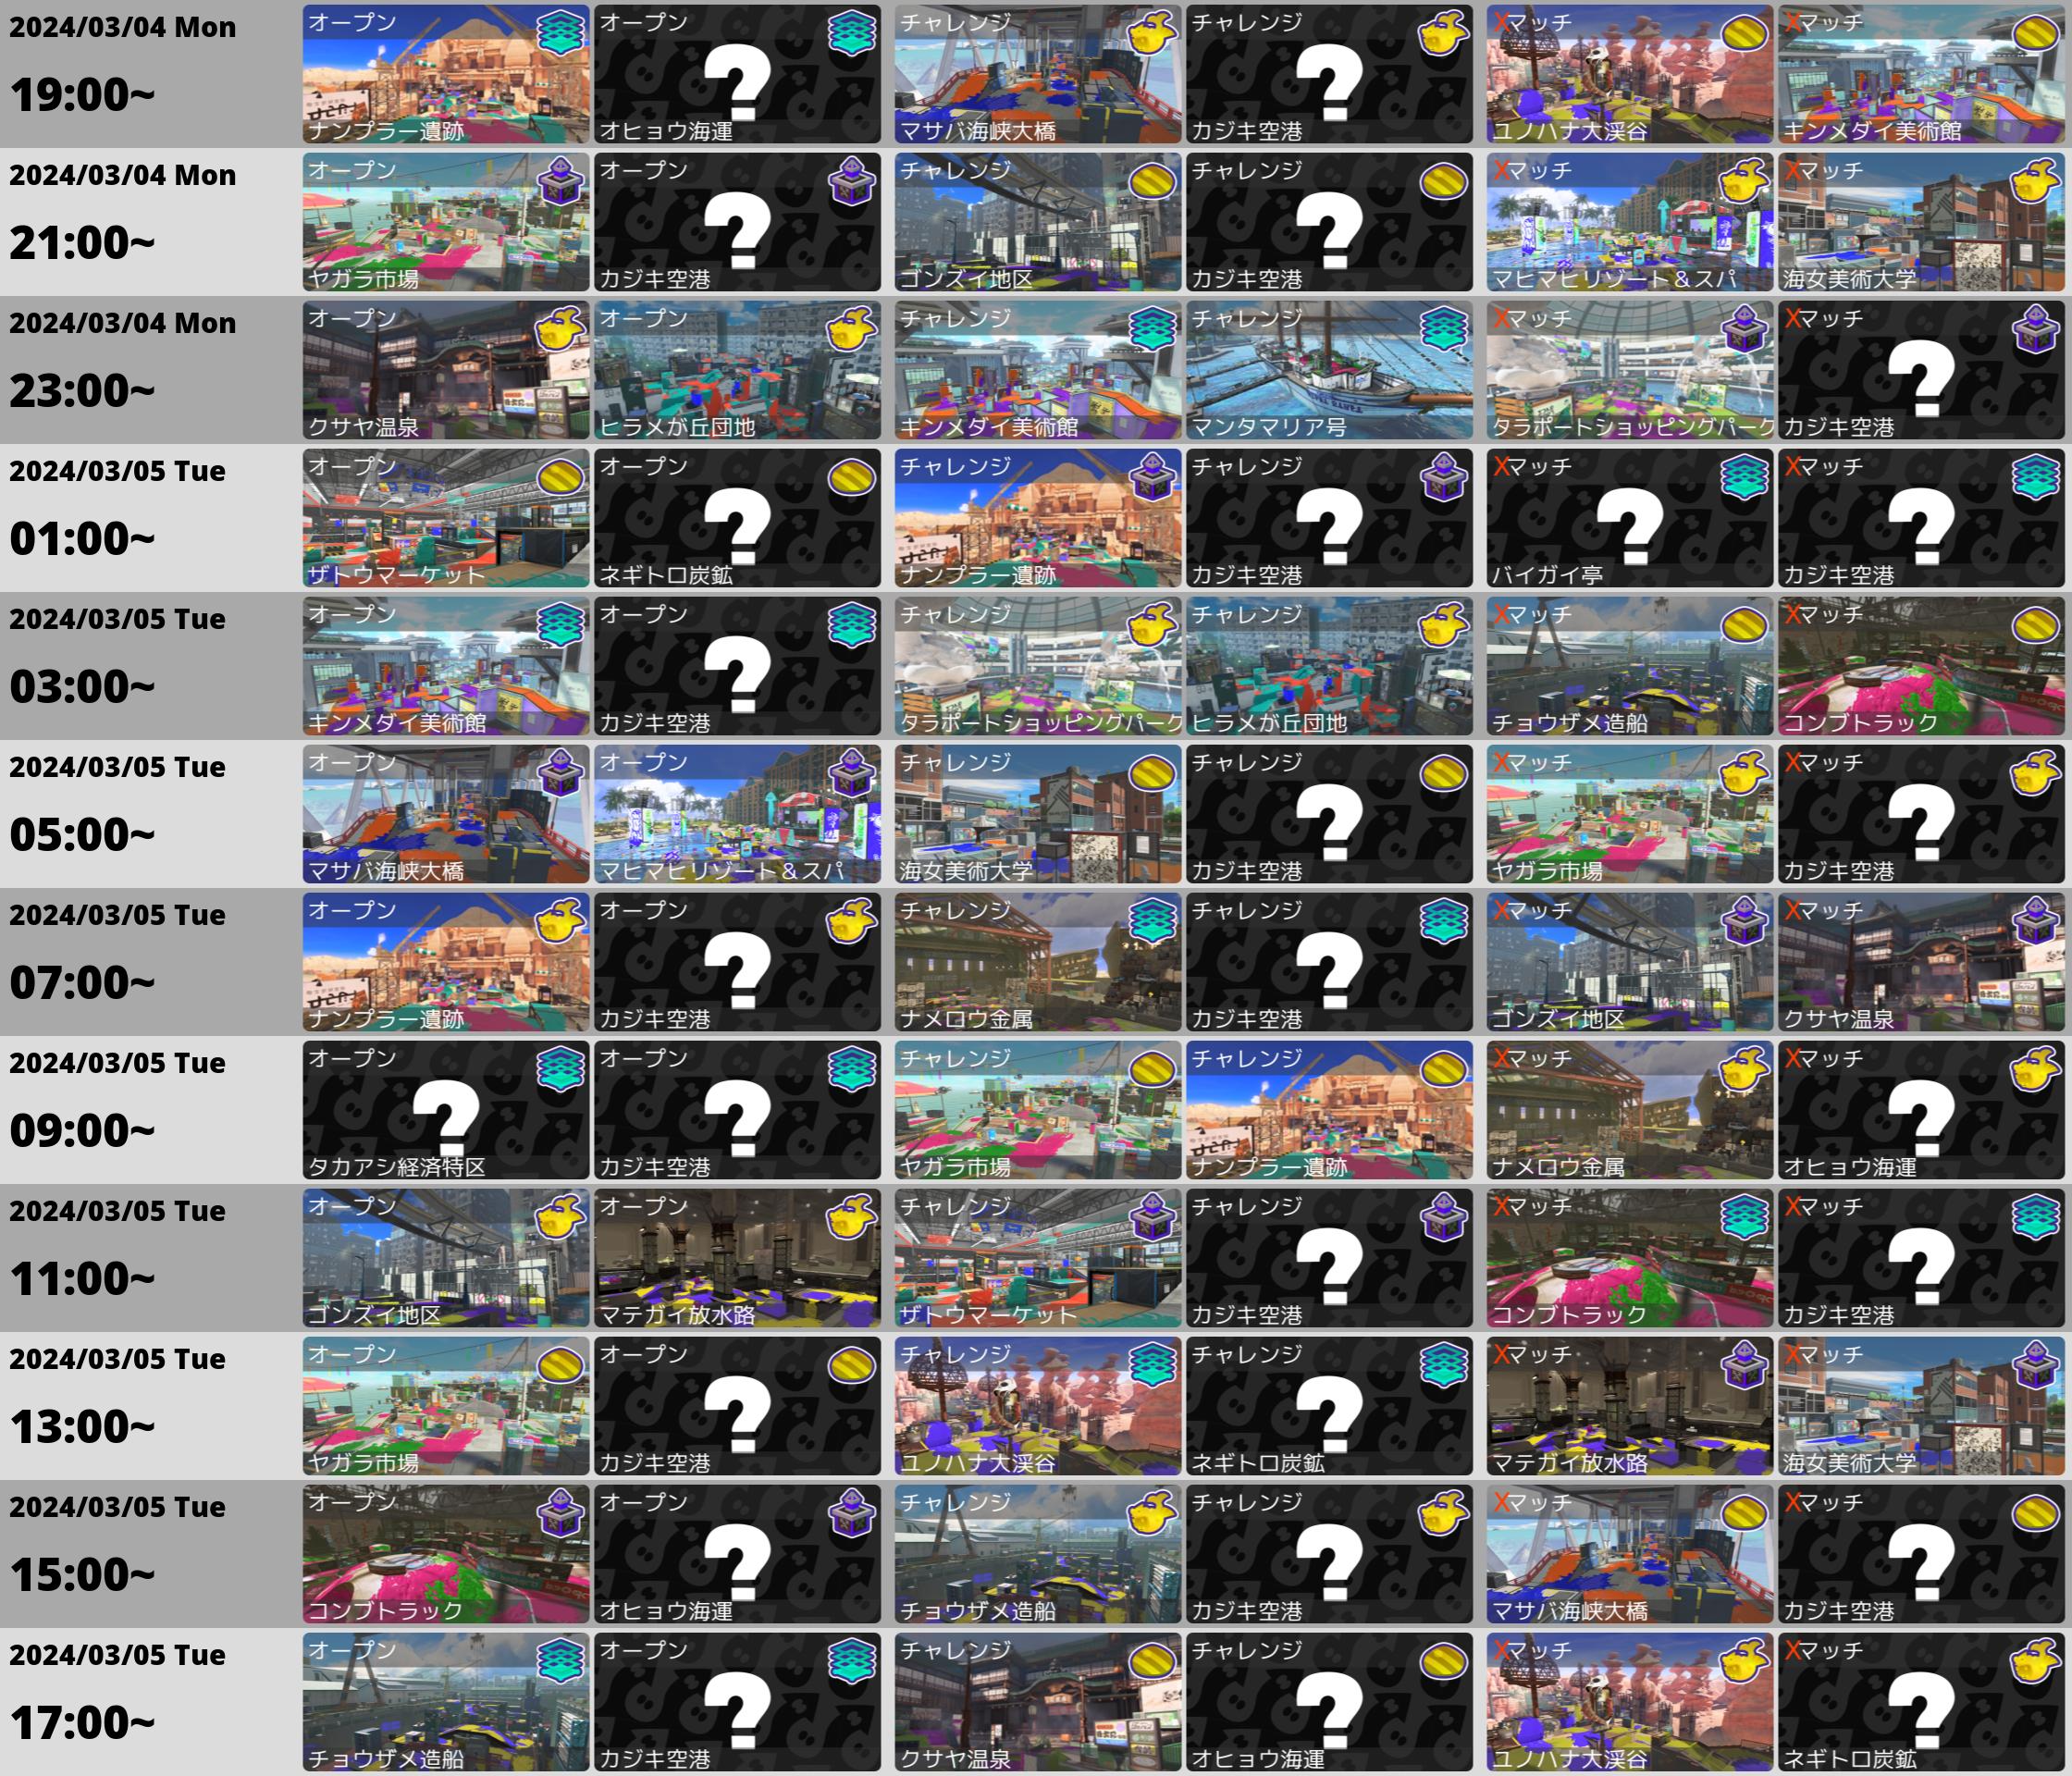 2024/03/04 Mon
19:00~
オープン
ナンプラー遺跡
オープン
オヒョウ海運
チャレンジ
マサバ海峡大橋
チャレンジ
カジキ空港
Xマッチ
ユノハナ大渓谷
Xマッチ
キンメダイ美術館
2024/03/04 Mon
21:00~
オープン
ヤガラ市場
オープン
カジキ空港
チャレンジ
ゴンズイ地区
チャレンジ
カジキ空港
Xマッチ
マヒマヒリゾート＆スパ
Xマッチ
海女美術大学
2024/03/04 Mon
23:00~
オープン
クサヤ温泉
オープン
ヒラメが丘団地
チャレンジ
キンメダイ美術館
チャレンジ
マンタマリア号
Xマッチ
タラポートショッピングパーク
Xマッチ
カジキ空港
2024/03/05 Tue
01:00~
オープン
ザトウマーケット
オープン
ネギトロ炭鉱
チャレンジ
ナンプラー遺跡
チャレンジ
カジキ空港
Xマッチ
バイガイ亭
Xマッチ
カジキ空港
2024/03/05 Tue
03:00~
オープン
キンメダイ美術館
オープン
カジキ空港
チャレンジ
タラポートショッピングパーク
チャレンジ
ヒラメが丘団地
Xマッチ
チョウザメ造船
Xマッチ
コンブトラック
2024/03/05 Tue
05:00~
オープン
マサバ海峡大橋
オープン
マヒマヒリゾート＆スパ
チャレンジ
海女美術大学
チャレンジ
カジキ空港
Xマッチ
ヤガラ市場
Xマッチ
カジキ空港
2024/03/05 Tue
07:00~
オープン
ナンプラー遺跡
オープン
カジキ空港
チャレンジ
ナメロウ金属
チャレンジ
カジキ空港
Xマッチ
ゴンズイ地区
Xマッチ
クサヤ温泉
2024/03/05 Tue
09:00~
オープン
タカアシ経済特区
オープン
カジキ空港
チャレンジ
ヤガラ市場
チャレンジ
ナンプラー遺跡
Xマッチ
ナメロウ金属
Xマッチ
オヒョウ海運
2024/03/05 Tue
11:00~
オープン
ゴンズイ地区
オープン
マテガイ放水路
チャレンジ
ザトウマーケット
チャレンジ
カジキ空港
Xマッチ
コンブトラック
Xマッチ
カジキ空港
2024/03/05 Tue
13:00~
オープン
ヤガラ市場
オープン
カジキ空港
チャレンジ
ユノハナ大渓谷
チャレンジ
ネギトロ炭鉱
Xマッチ
マテガイ放水路
Xマッチ
海女美術大学
2024/03/05 Tue
15:00~
オープン
コンブトラック
オープン
オヒョウ海運
チャレンジ
チョウザメ造船
チャレンジ
カジキ空港
Xマッチ
マサバ海峡大橋
Xマッチ
カジキ空港
2024/03/05 Tue
17:00~
オープン
チョウザメ造船
オープン
カジキ空港
チャレンジ
クサヤ温泉
チャレンジ
オヒョウ海運
Xマッチ
ユノハナ大渓谷
Xマッチ
ネギトロ炭鉱